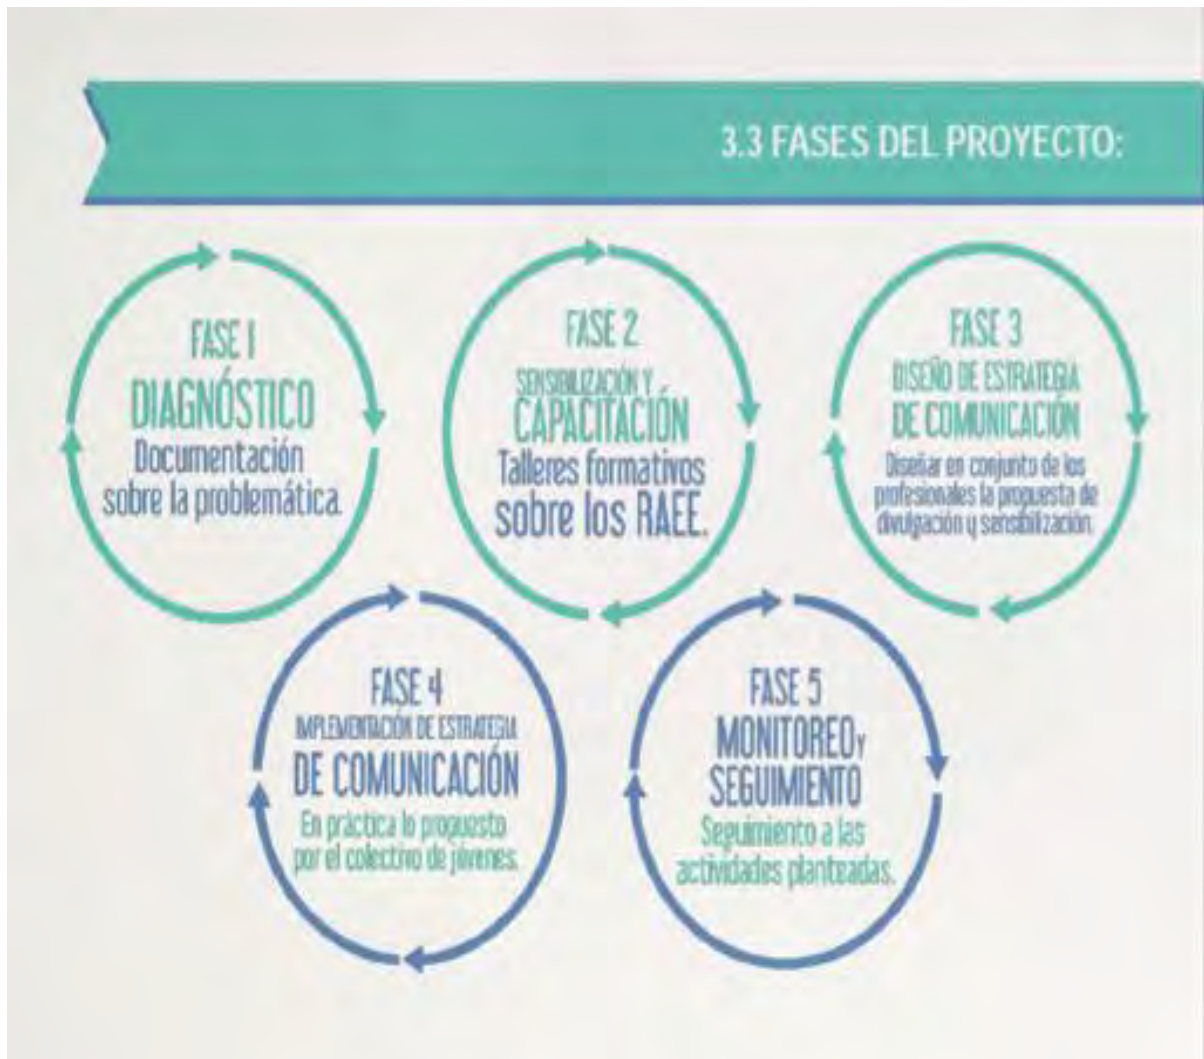 3.3 FASES DEL PROYECTO:
FASE 1
DIAGNÓSTICO
Documentación
sobre la problemática.
FASE 2
SENSIBILIZACIÓN Y
CAPACITACIÓN
Talleres formativos
sobre los RAEE.
FASE 3
DISEÑO DE ESTRATEGIA
DE COMUNICACIÓN
Diseñar en conjunto de los
profesionales la propuesta de
divulgación y sensibilización.
FASE 4
IMPLEMENTACIÓN DE ESTRATEGIA
DE COMUNICACIÓN
En práctica lo propuesto
por el colectivo de jóvenes.
FASE 5
MONITOREO Y
SEGUIMIENTO
Seguimiento a las
actividades planteadas.